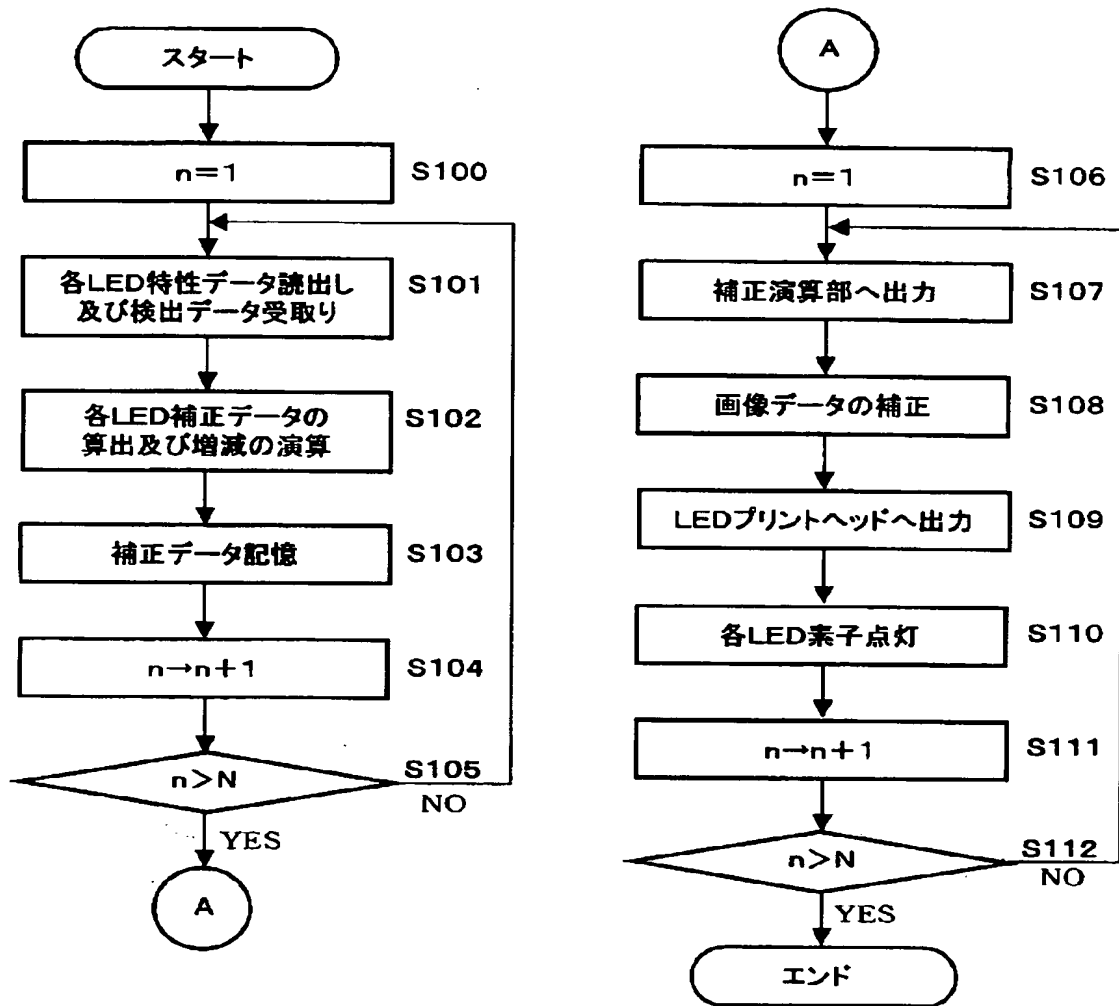 スタート
n=1
S100
各LED特性データ読出し
及び検出データ受取り
S101
各LED補正データの
算出及び増減の演算
S102
補正データ記憶
S103
n→n+1
S104
n>N
S105
NO
YES
A
A
n=1
S106
補正演算部へ出力
S107
画像データの補正
S108
LEDプリントヘッドへ出力
S109
各LED素子点灯
S110
n→n+1
S111
n>N
S112
NO
YES
エンド